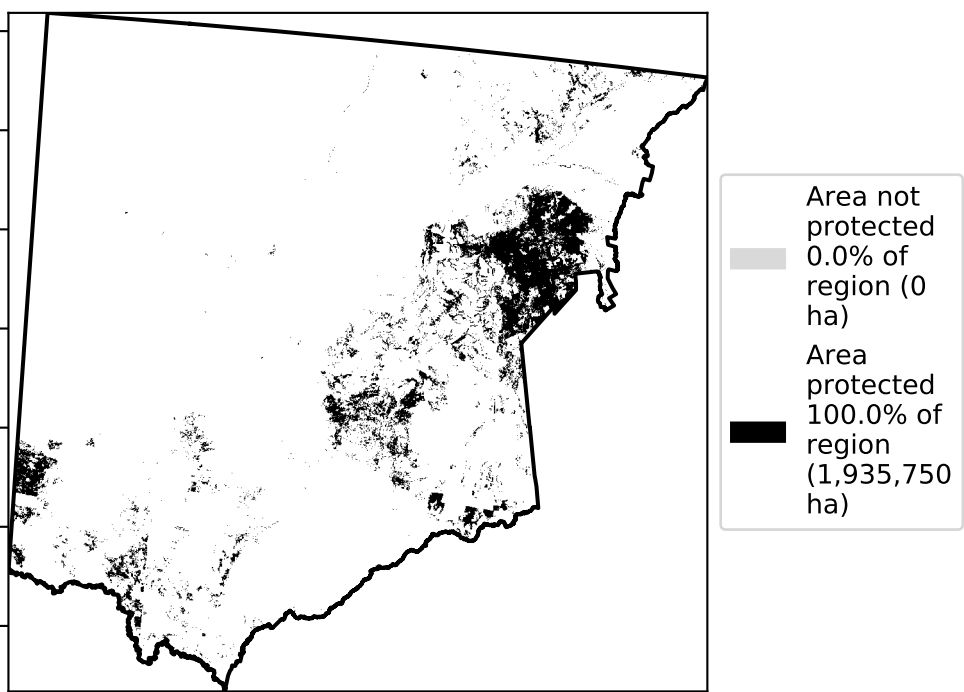 Area not
protected
0.0% of
region (0
ha)
Area
protected
100.0% of
region
(1,935,750
ha)